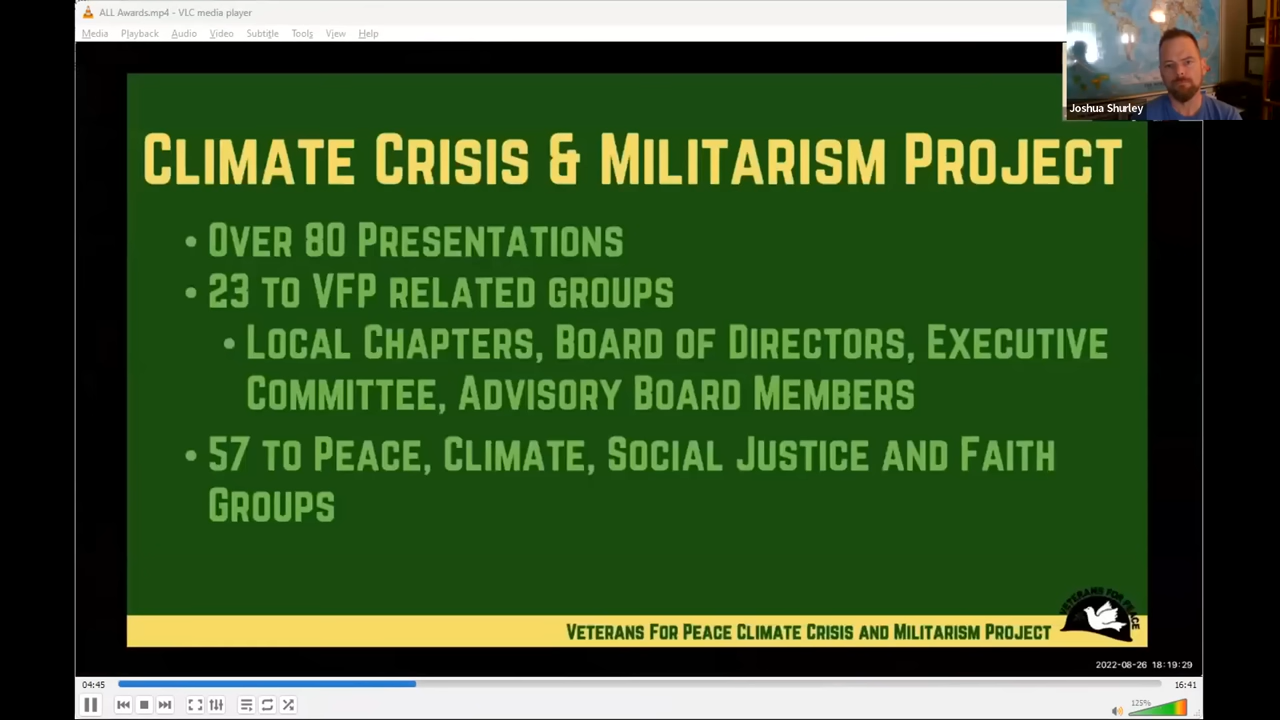 ALL Awards.mp4 - VLC media player
Media Playback Audio Video Subtitle Tools View Help
Joshua Shurley
Climate Crisis & Militarism Project
• Over 80 Presentations
• 23 to VFP related groups
• Local Chapters, Board of Directors, Executive
Committee, Advisory Board Members
• 57 to Peace, Climate, Social Justice and Faith
Groups
VETERANS FOR PEACE
Veterans For Peace Climate Crisis and Militarism Project
2022-08-26 18:19:29
04:45
16:41
125%